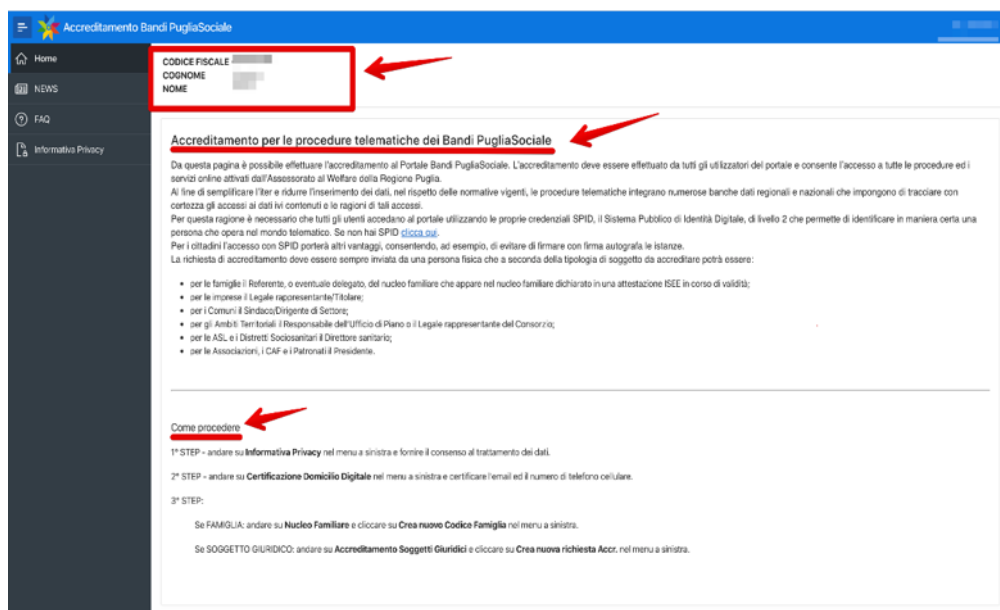 Accreditamento Bandi PugliaSociale
Home
NEWS
FAQ
Informativa Privacy
CODICE FISCALE
COGNOME
NOME
Accreditamento per le procedure telematiche dei Bandi PugliaSociale
Da questa pagina è possibile effettuare l'accreditamento al Portale Bandi PugliaSociale. L'accreditamento deve essere effettuato da tutti gli utilizzatori del portale e consente l'accesso a tutte le procedure ed i
servizi online attivati dall'Assessorato al Welfare della Regione Puglia.
Al fine di semplificare l'iter e ridurre l'inserimento dei dati, nel rispetto delle normative vigenti, le procedure telematiche integrano numerose banche dati regionali e nazionali che impongono di tracciare con
certezza gli accessi ai dati ivi contenuti e le ragioni di tali accessi.
Per questa ragione è necessario che tutti gli utenti accedano al portale utilizzando le proprie credenziali SPID, il Sistema Pubblico di Identità Digitale, di livello 2 che permette di identificare in maniera certa una
persona che opera nel mondo telematico. Se non hai SPID clicca qui.
Per i cittadini l'accesso con SPID porterà altri vantaggi, consentendo, ad esempio, di evitare di firmare con firma autografa le istanze.
La richiesta di accreditamento deve essere sempre inviata da una persona fisica che a seconda della tipologia di soggetto da accreditare potrà essere:
• per le famiglie il Referente, o eventuale delegato, del nucleo familiare che appare nel nucleo familiare dichiarato in una attestazione ISEE in corso di validità;
• per le imprese il Legale rappresentante/Titolare;
• per i Comuni il Sindaco/Dirigente di Settore;
• per gli Ambiti Territoriali il Responsabile dell'Ufficio di Piano o il Legale rappresentante del Consorzio;
• per le ASL e i Distretti Sociosanitari il Direttore sanitario;
• per le Associazioni, i CAF e i Patronati il Presidente.
Come procedere
1° STEP - andare su Informativa Privacy nel menu a sinistra e fornire il consenso al trattamento dei dati.
2° STEP - andare su Certificazione Domicilio Digitale nel menu a sinistra e certificare l'email ed il numero di telefono cellulare.
3° STEP:
Se FAMIGLIA: andare su Nucleo Familiare e cliccare su Crea nuovo Codice Famiglia nel menu a sinistra.
Se SOGGETTO GIURIDICO: andare su Accreditamento Soggetti Giuridici e cliccare su Crea nuova richiesta Accr. nel menu a sinistra.